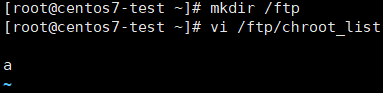 [root@centos7-test ~]# mkdir /ftp
[root@centos7-test ~]# vi /ftp/chroot_list
a
~